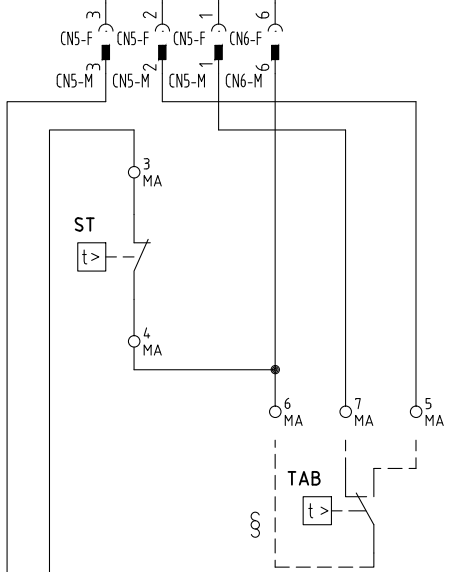 3 2 1 6
CN5-F CN5-F CN5-F CN6-F
3 2 1 6
CN5-M CN5-M CN5-M CN6-M
3
MA
ST
t>
4
MA
6 7 5
MA MA MA
TAB
t>
§